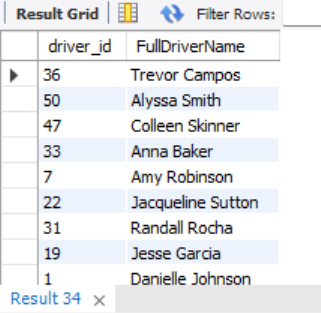 Result Grid Filter Rows:
driver_id FullDriverName
36 Trevor Campos
50 Alyssa Smith
47 Colleen Skinner
33 Anna Baker
7 Amy Robinson
22 Jacqueline Sutton
31 Randall Rocha
19 Jesse Garcia
1 Danielle Johnson
Result 34 ×